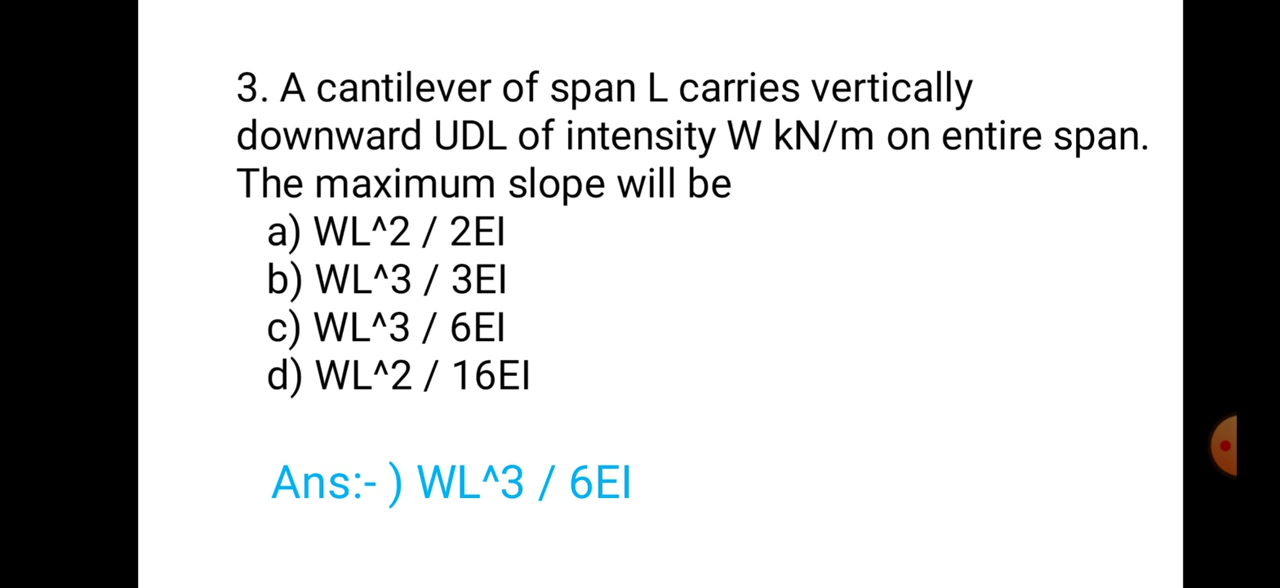 3. A cantilever of span L carries vertically
downward UDL of intensity W kN/m on entire span.
The maximum slope will be
a) WL^2 / 2EI
b) WL^3 / 3EI
c) WL^3 / 6EI
d) WL^2 / 16EI
Ans:- ) WL^3 / 6EI